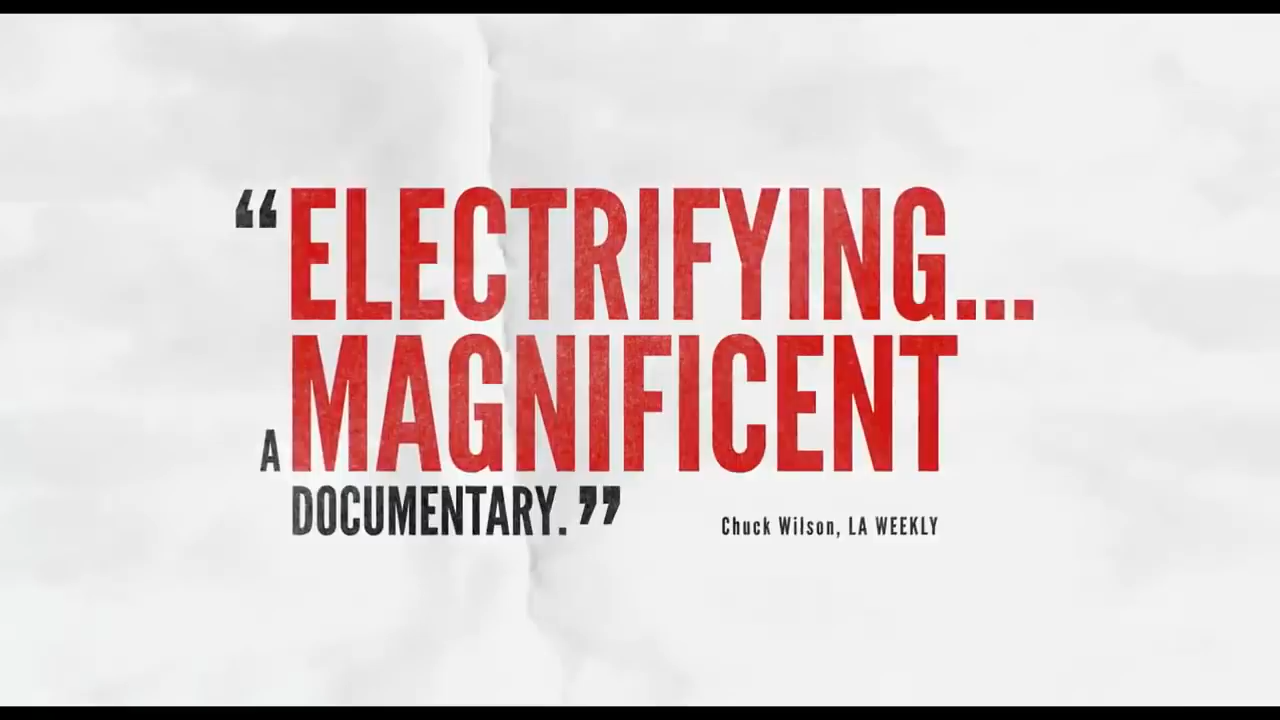 “ELECTRIFYING...
A MAGNIFICENT
DOCUMENTARY.”
Chuck Wilson, LA WEEKLY